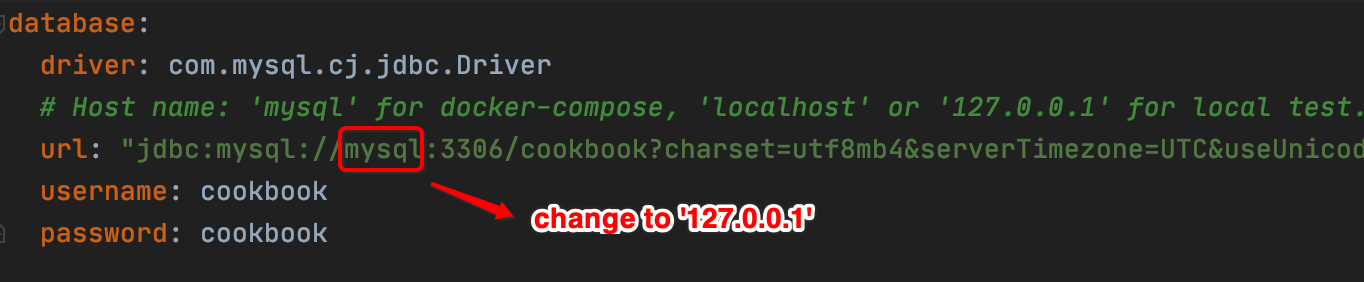 database:
driver: com.mysql.cj.jdbc.Driver
# Host name: 'mysql' for docker-compose, 'localhost' or '127.0.0.1' for local test.
url: "jdbc:mysql://mysql:3306/cookbook?charset=utf8mb4&serverTimezone=UTC&useUnicod
username: cookbook
change to '127.0.0.1'
password: cookbook